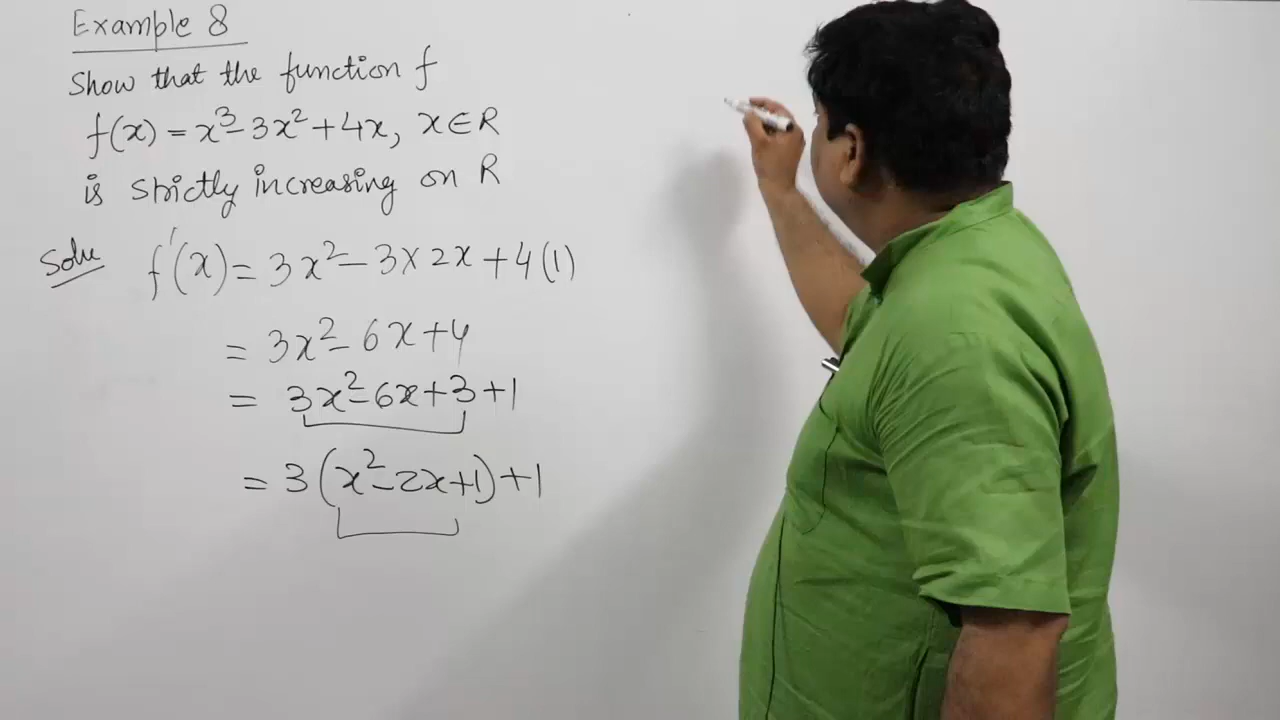 Example 8
Show that the function f
f(x) = x³ - 3x² + 4x, x ∈ R
is strictly increasing on R
Solu f'(x) = 3x² - 3 × 2x + 4(1)
= 3x² - 6x + 4
= 3x² - 6x + 3 + 1
= 3(x² - 2x + 1) + 1